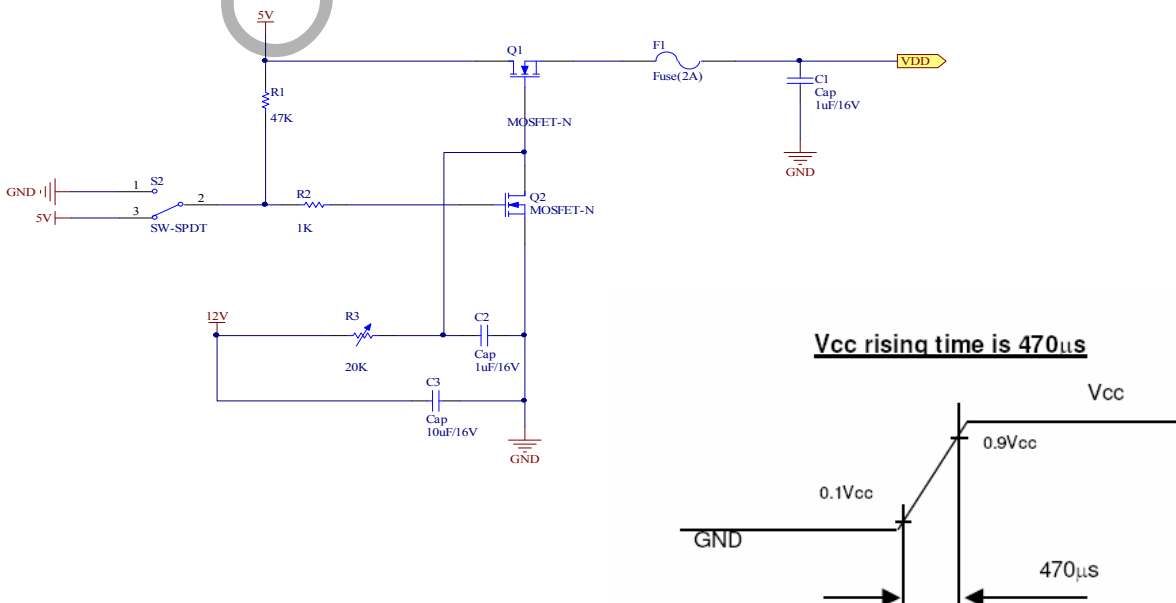 5V
Q1
F1
Fuse(2A)
VDD
C1
Cap
1uF/16V
R1
47K
MOSFET-N
GND
GND
1
S2
2
R2
Q2
MOSFET-N
5V
3
SW-SPDT
1K
12V
R3
C2
20K
Cap
1uF/16V
C3
Cap
10uF/16V
GND
Vcc rising time is 470µs
Vcc
0.9Vcc
0.1Vcc
GND
470µs